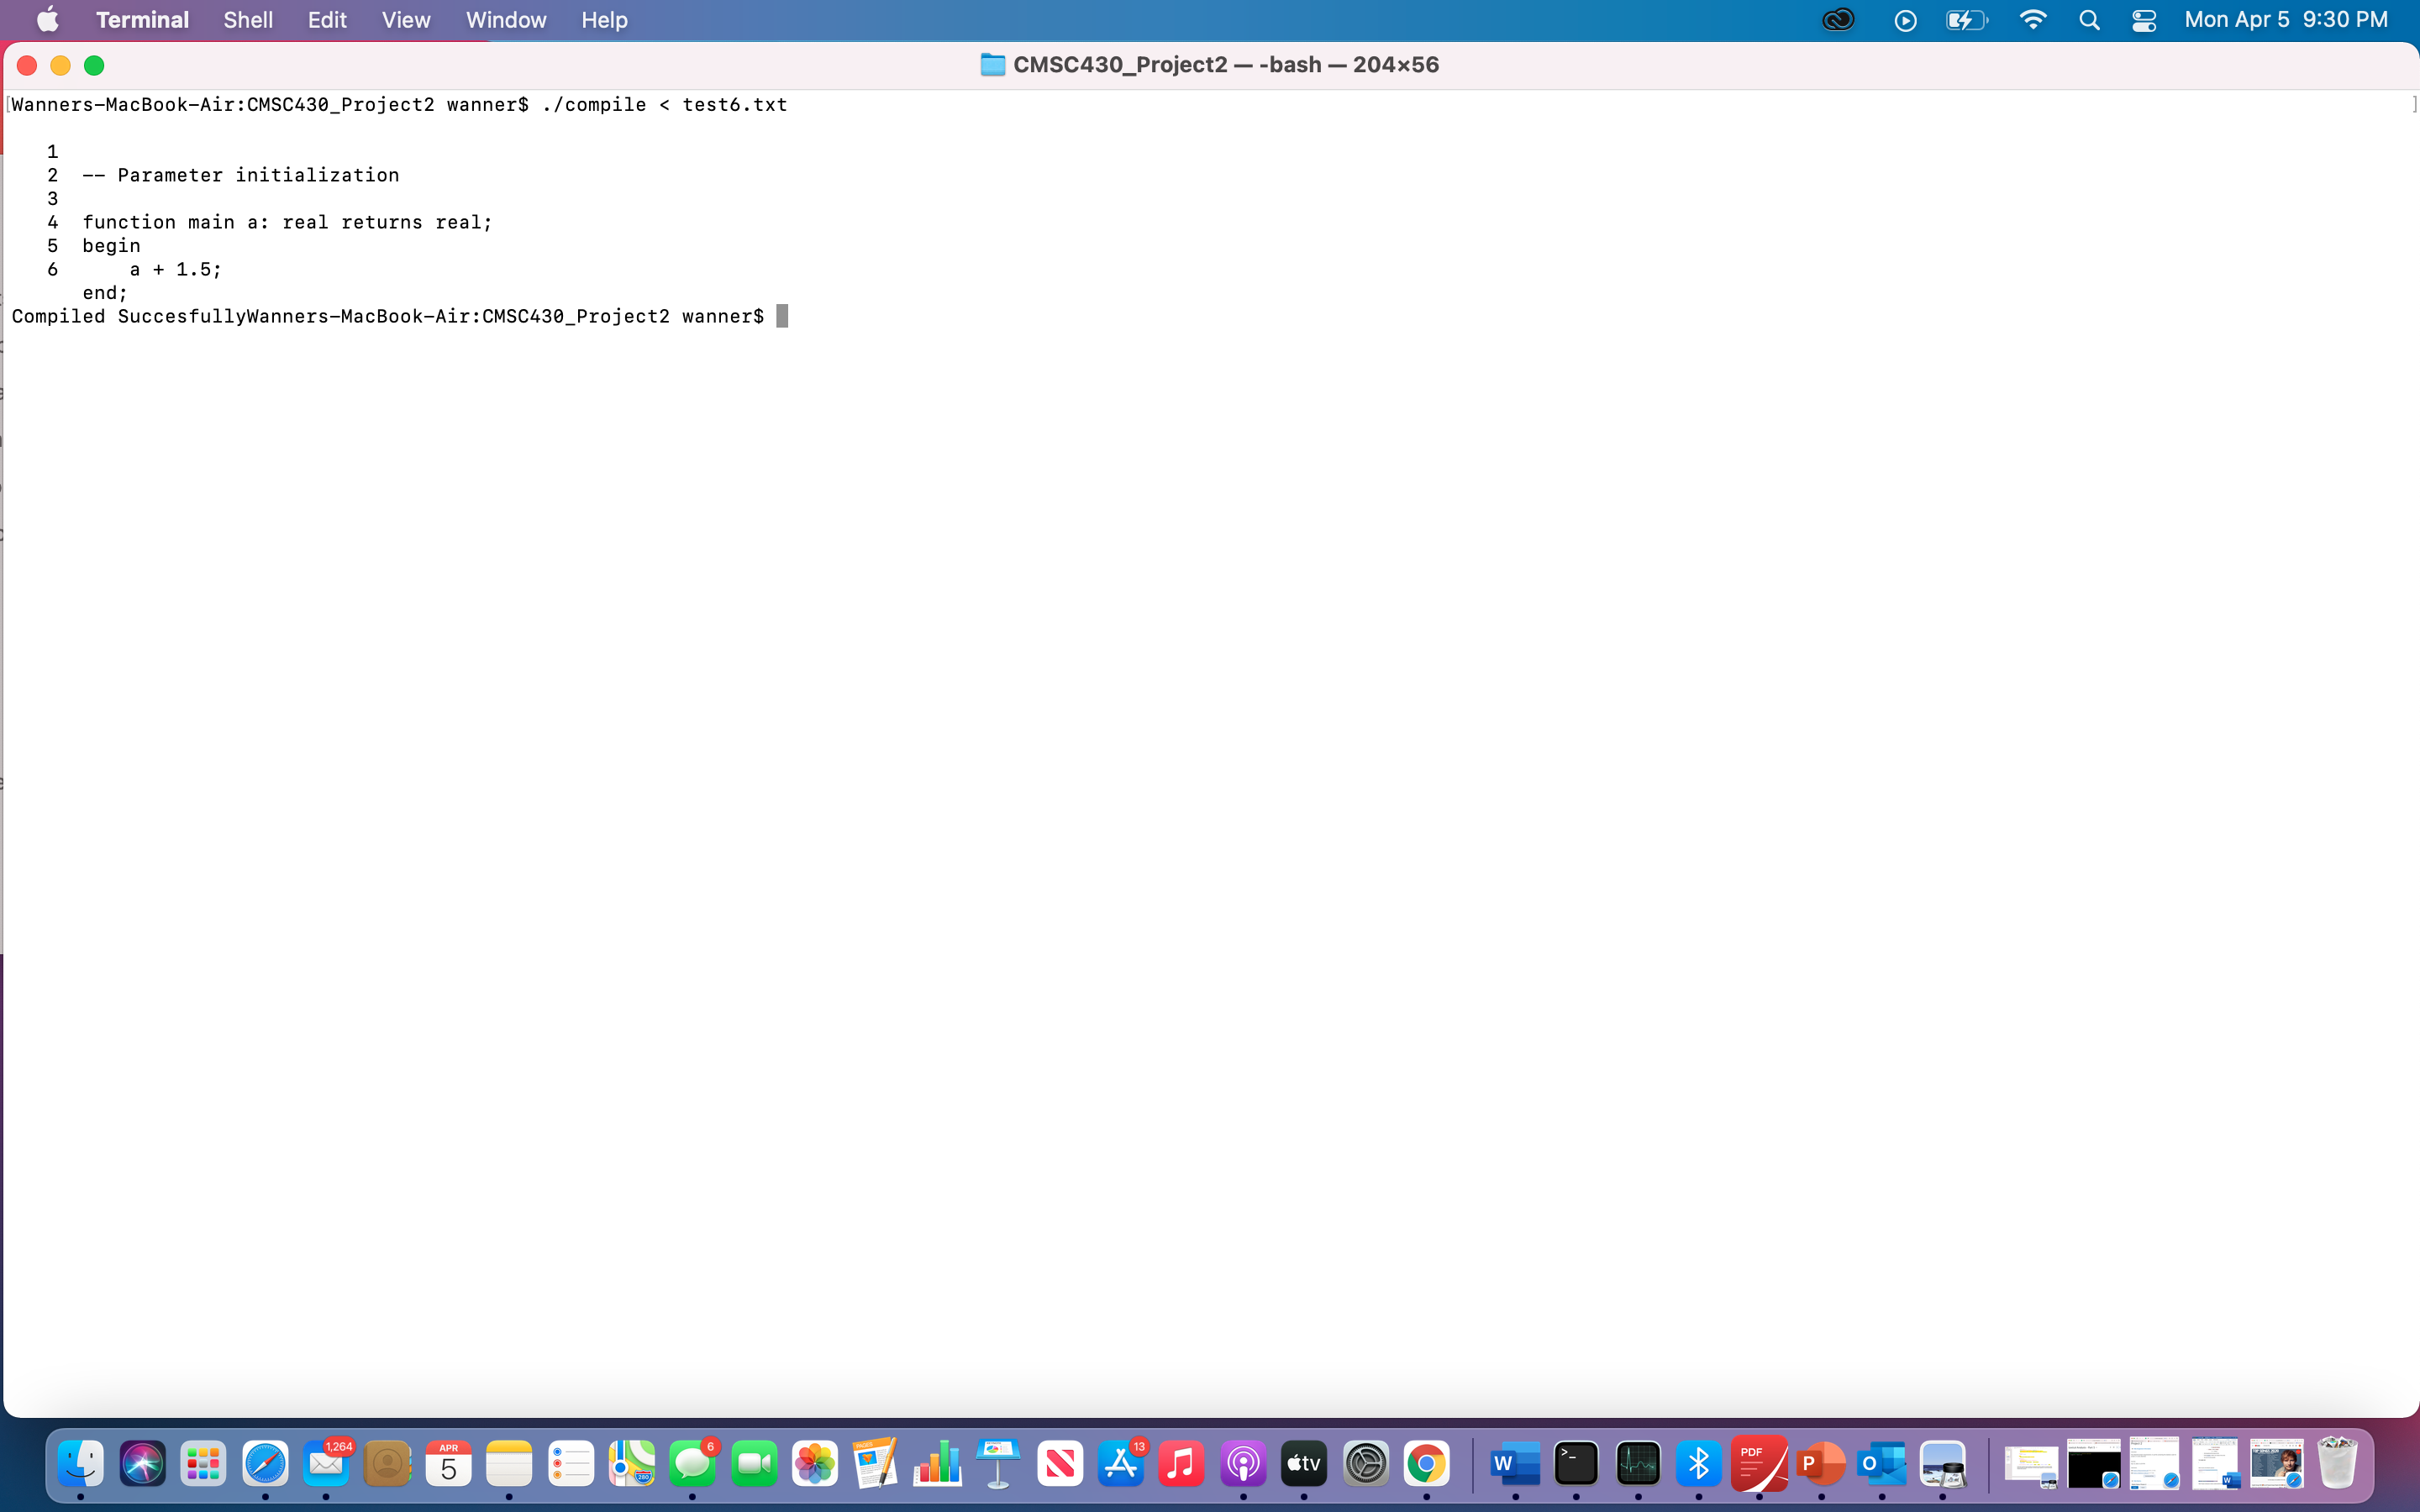 Terminal Shell Edit View Window Help Mon Apr 5 9:30 PM
CMSC430_Project2 — -bash — 204×56
[Wanners-MacBook-Air:CMSC430_Project2 wanner$ ./compile < test6.txt ]
1
2 -- Parameter initialization
3
4 function main a: real returns real;
5 begin
6 a + 1.5;
end;
Compiled SuccesfullyWanners-MacBook-Air:CMSC430_Project2 wanner$
1,264
APR
5
280
6
PAGES
13
tv
W
>_
PDF
P
O
W